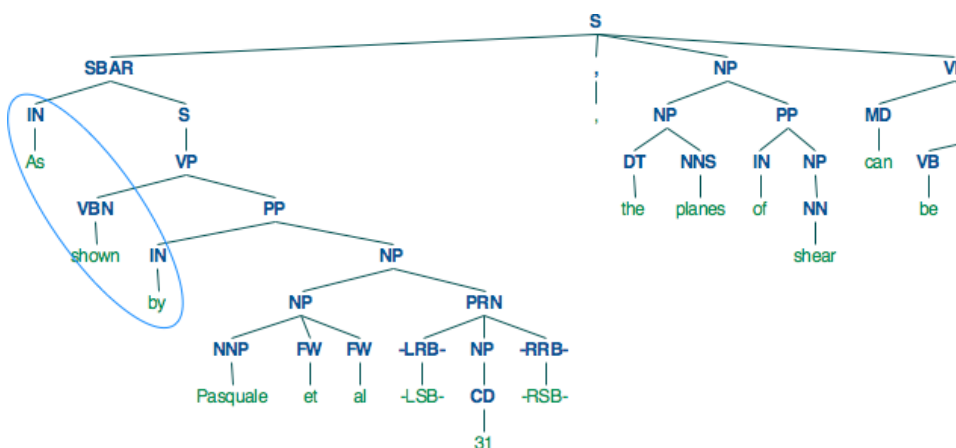 S
SBAR , NP V
IN S , NP PP MD
As VP DT NNS IN NP can VB
VBN PP the planes of NN be
shown IN NP shear
by NP PRN
NNP FW FW -LRB- NP -RRB-
Pasquale et al -LSB- CD -RSB-
31